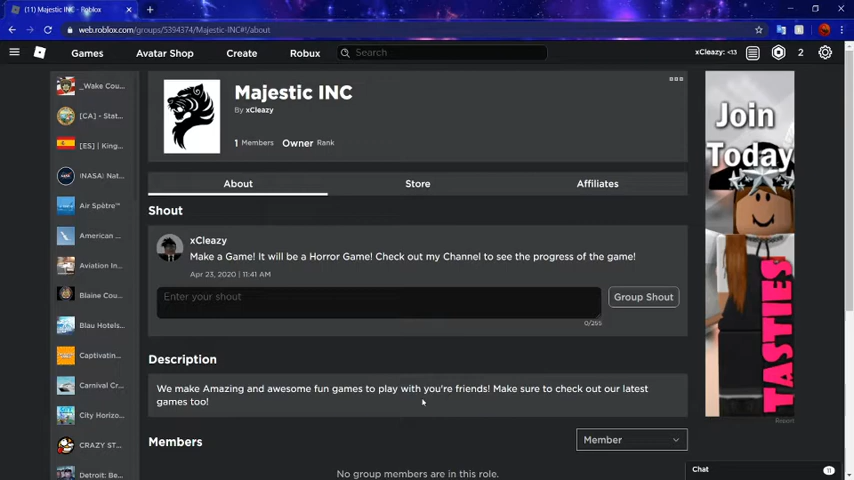 (11) Majestic INC - Roblox
web.roblox.com/groups/5394374/Majestic-INC#!/about
Games Avatar Shop Create Robux Search xCleazy: <13 2
_Wake Cou...
[CA] - Stat...
[ES] | King...
!NASA! Nat...
Air Spètre™
American ...
Aviation In...
Blaine Cou...
Blau Hotels...
Captivatin...
Carnival Cr...
City Horizo...
CRAZY ST...
Detroit: Be...
Majestic INC
By xCleazy
1 Members Owner Rank
About Store Affiliates
Shout
xCleazy
Make a Game! It will be a Horror Game! Check out my Channel to see the progress of the game!
Apr 23, 2020 | 11:41 AM
Enter your shout Group Shout
0/255
Description
We make Amazing and awesome fun games to play with you're friends! Make sure to check out our latest
games too!
Members Member
No group members are in this role.
Join
Today
TASTIES
Report
Chat 11